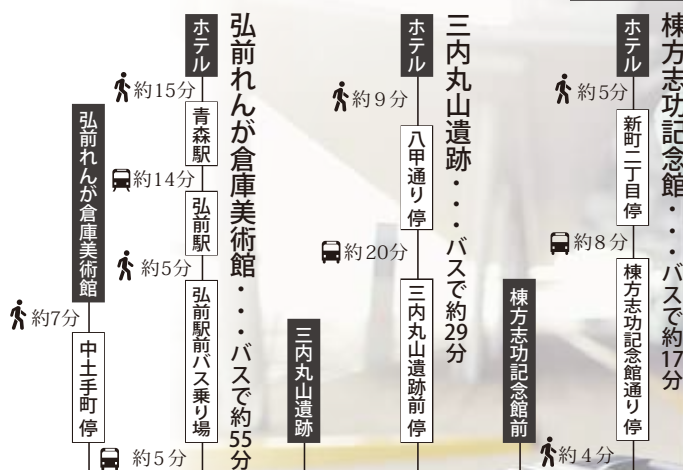 棟方志功記念館・・・バスで約17分
ホテル
約5分
新町二丁目 停
約8分
棟方志功記念館通り 停
約4分
棟方志功記念館前
三内丸山遺跡・・・バスで約29分
ホテル
約9分
八甲通り 停
約20分
三内丸山遺跡前 停
三内丸山遺跡
弘前れんが倉庫美術館・・・バスで約55分
ホテル
約15分
青森駅
約14分
弘前駅
約5分
弘前駅前バス乗り場
約5分
中土手町 停
約7分
弘前れんが倉庫美術館